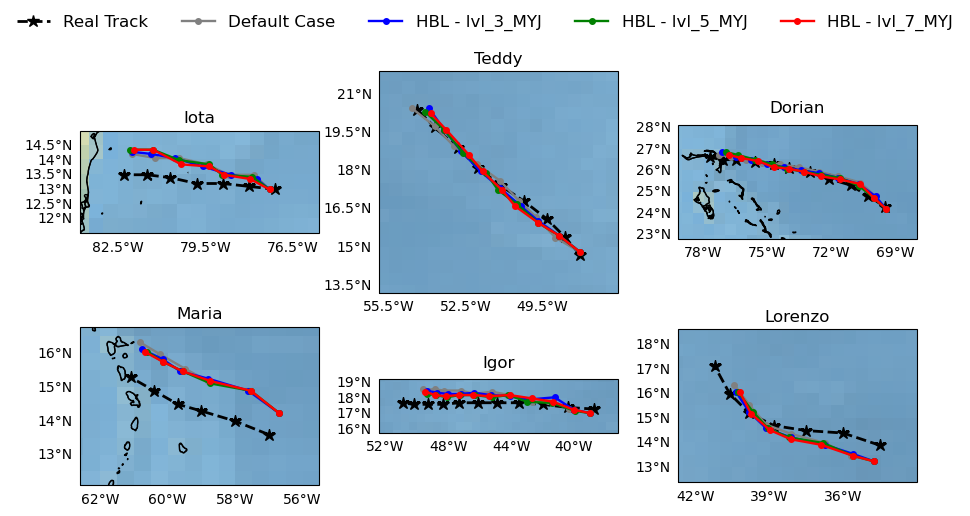 Real Track Default Case HBL - lvl_3_MYJ HBL - lvl_5_MYJ HBL - lvl_7_MYJ
Iota
14.5°N
14°N
13.5°N
13°N
12.5°N
12°N
82.5°W 79.5°W 76.5°W
Teddy
21°N
19.5°N
18°N
16.5°N
15°N
13.5°N
55.5°W 52.5°W 49.5°W
Dorian
28°N
27°N
26°N
25°N
24°N
23°N
78°W 75°W 72°W 69°W
Maria
16°N
15°N
14°N
13°N
62°W 60°W 58°W 56°W
Igor
19°N
18°N
17°N
16°N
52°W 48°W 44°W 40°W
Lorenzo
18°N
17°N
16°N
15°N
14°N
13°N
42°W 39°W 36°W